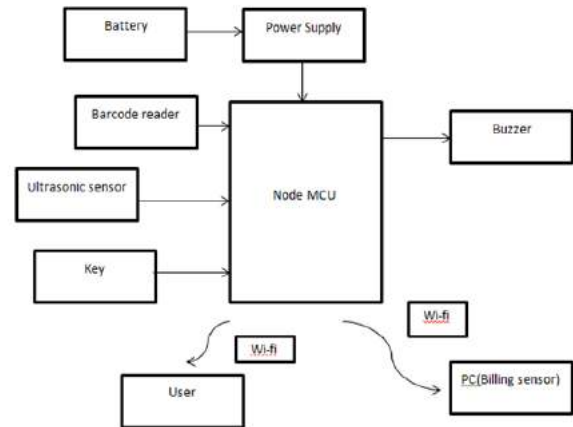 Battery
Power Supply
Barcode reader
Buzzer
Ultrasonic sensor
Node MCU
Key
Wi-fi
Wi-fi
User
PC(Billing sensor)